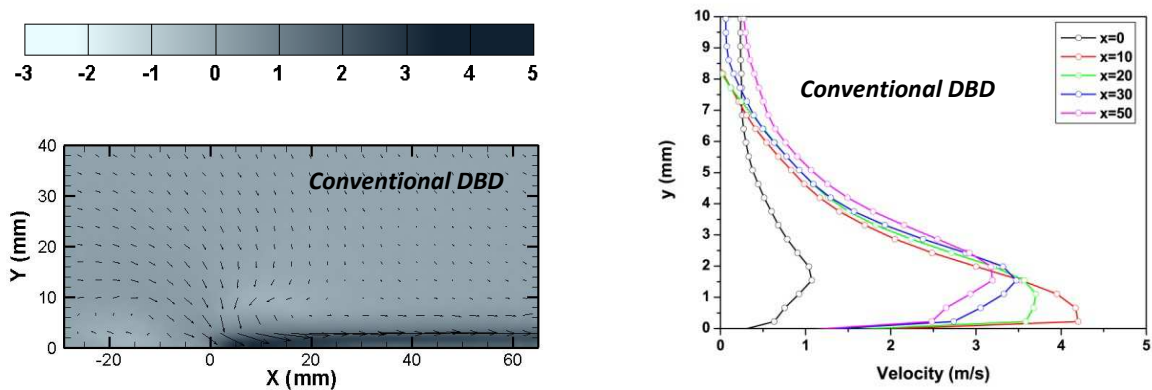 -3 -2 -1 0 1 2 3 4 5
Conventional DBD
40
30
20
10
0
Y (mm)
-20 0 20 40 60
X (mm)
10
9
8
7
6
5
4
3
2
1
0
y (mm)
Conventional DBD
x=0
x=10
x=20
x=30
x=50
0 1 2 3 4 5
Velocity (m/s)